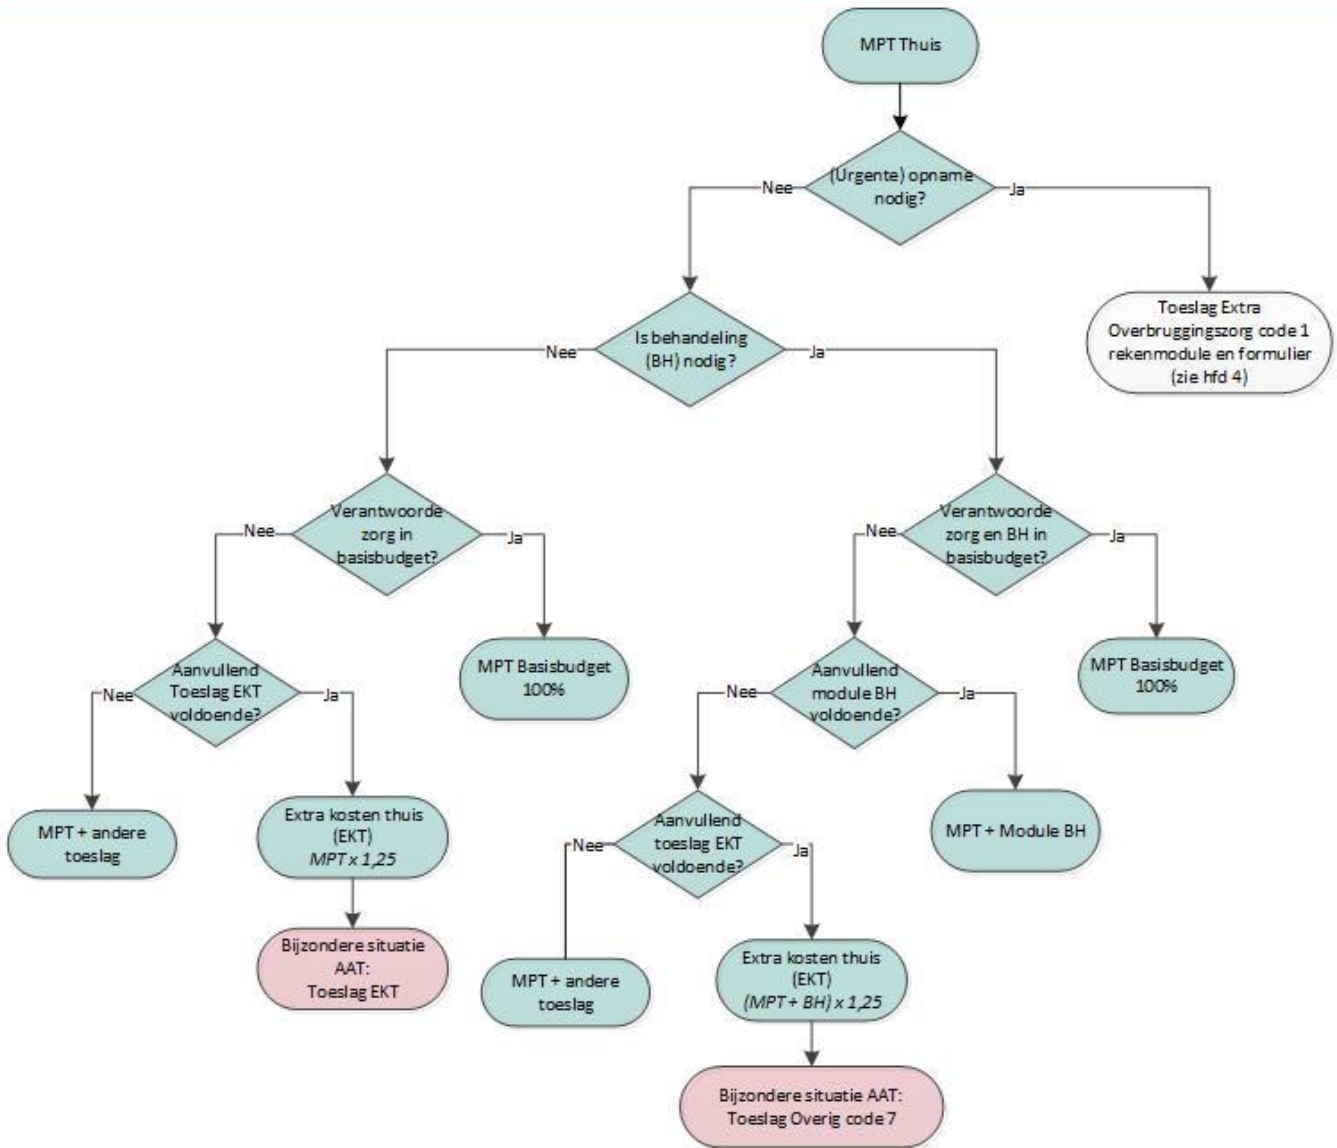 MPT Thuis
(Urgente) opname
nodig?
Nee
Ja
Toeslag Extra
Overbruggingszorg code 1
rekenmodule en formulier
(zie hfd 4)
Is behandeling
(BH) nodig?
Nee
Ja
Verantwoorde
zorg in
basisbudget?
Nee
Ja
Verantwoorde
zorg en BH in
basisbudget?
Nee
Ja
Aanvullend
Toeslag EKT
voldoende?
Nee
Ja
MPT Basisbudget
100%
Aanvullend
module BH
voldoende?
Nee
Ja
MPT Basisbudget
100%
MPT + andere
toeslag
Extra kosten thuis
(EKT)
MPT x 1,25
Aanvullend
toeslag EKT
voldoende?
Nee
Ja
MPT + Module BH
Bijzondere situatie
AAT:
Toeslag EKT
MPT + andere
toeslag
Extra kosten thuis
(EKT)
(MPT + BH) x 1,25
Bijzondere situatie AAT:
Toeslag Overig code 7